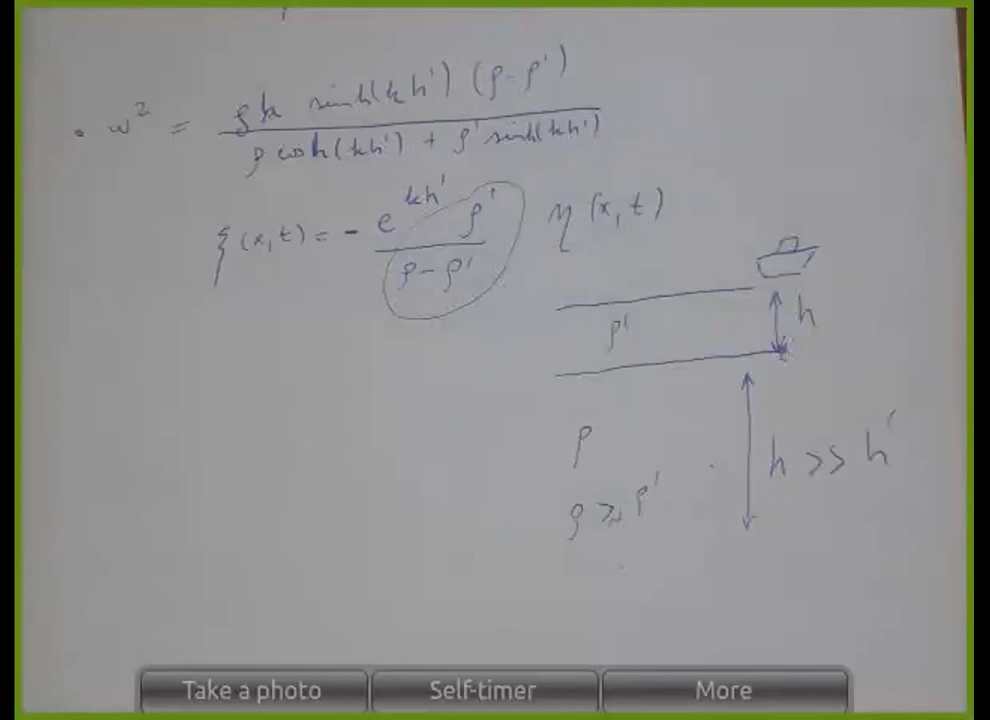 • ω² = gk sinh(kh') (ρ-ρ')
ρ cosh(kh') + ρ' sinh(kh')
ξ(x,t) = - e^{kh'} ρ' / ρ-ρ' η(x,t)
ρ'
h
ρ
h >> h'
ρ ≳ ρ'
Take a photo
Self-timer
More